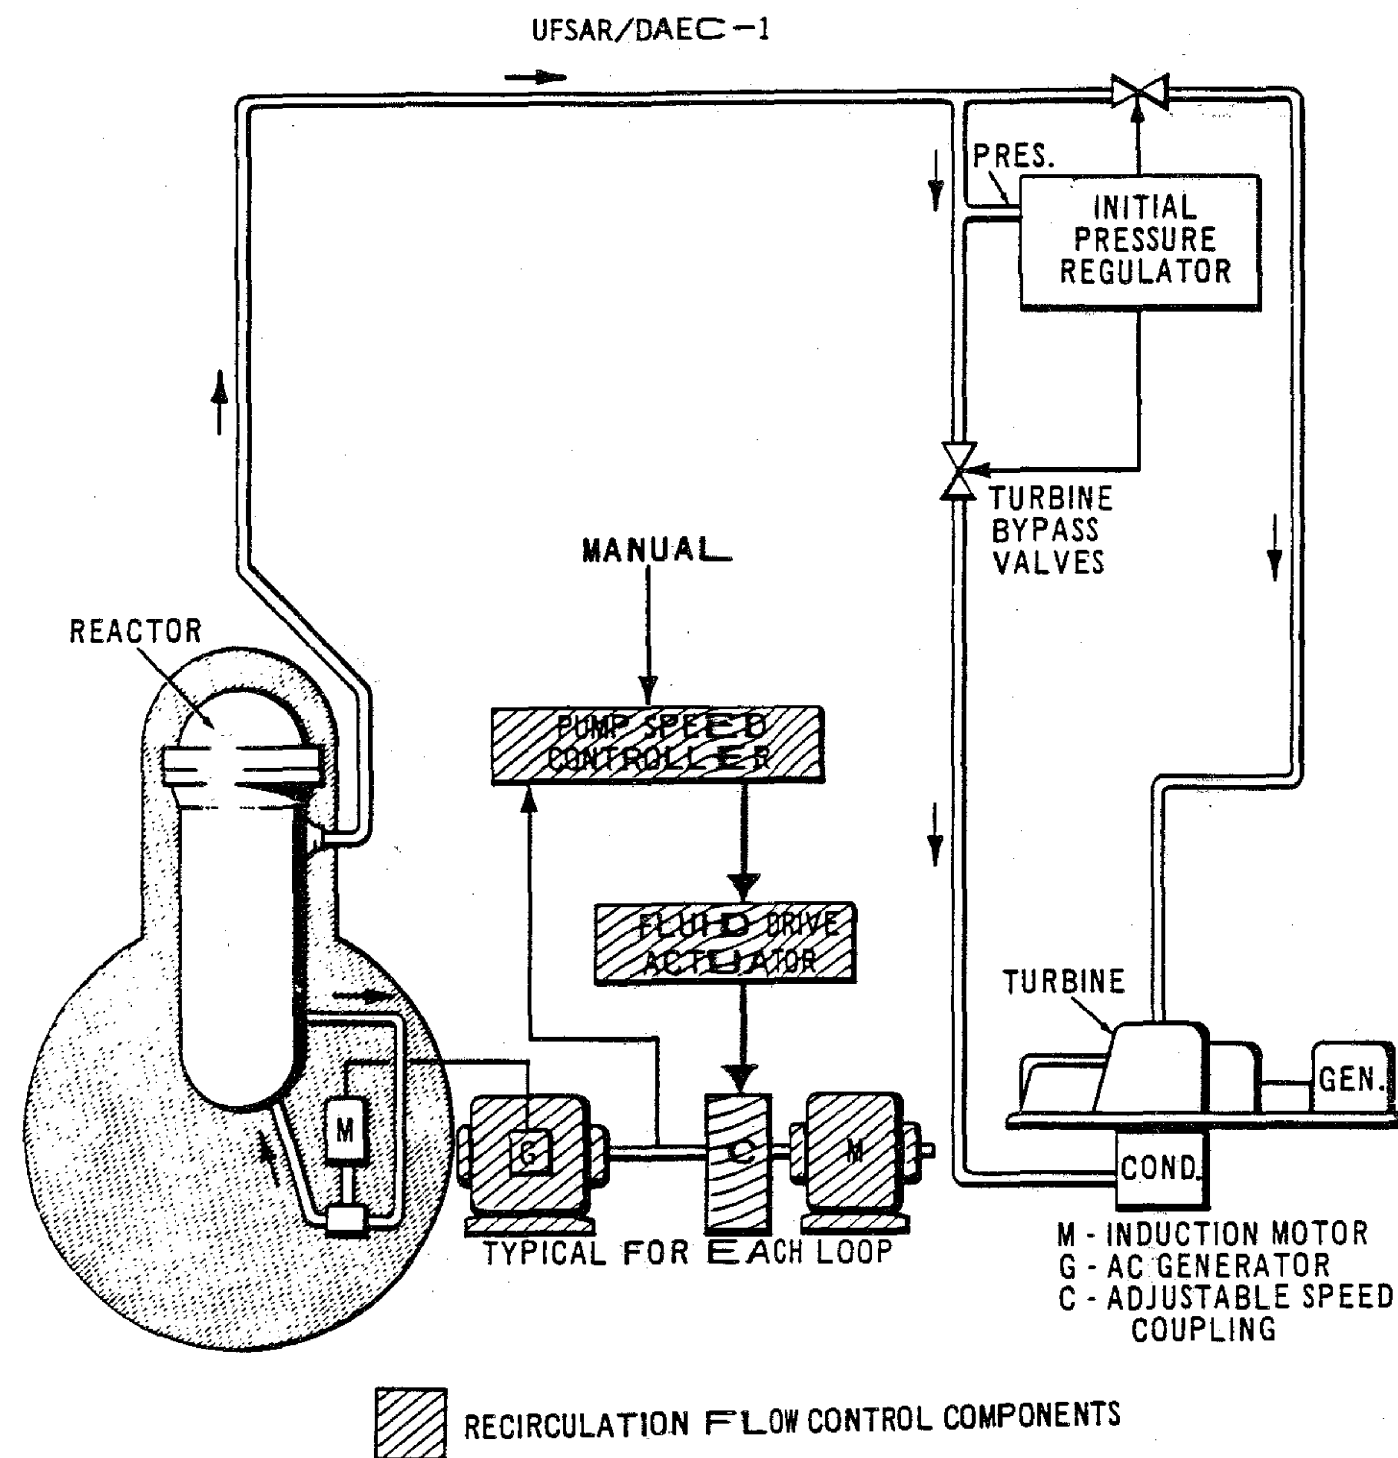 UFSAR/DAEC-1
PRES.
INITIAL
PRESSURE
REGULATOR
TURBINE
BYPASS
VALVES
MANUAL
REACTOR
PUMP SPEED
CONTROLLER
FLUID DRIVE
ACTUATOR
TURBINE
GEN.
M
G
C
M
COND.
TYPICAL FOR EACH LOOP
M - INDUCTION MOTOR
G - AC GENERATOR
C - ADJUSTABLE SPEED
COUPLING
RECIRCULATION FLOW CONTROL COMPONENTS